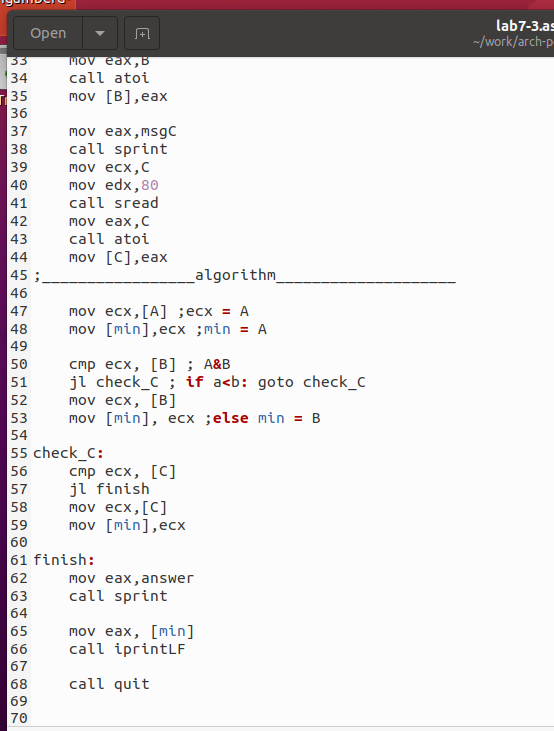 Open
lab7-3.as
~/work/arch-p
33 mov eax,B
34 call atoi
35 mov [B],eax
36
37 mov eax,msgC
38 call sprint
39 mov ecx,C
40 mov edx,80
41 call sread
42 mov eax,C
43 call atoi
44 mov [C],eax
45 ;_________________algorithm____________________
46
47 mov ecx,[A] ;ecx = A
48 mov [min],ecx ;min = A
49
50 cmp ecx, [B] ; A&B
51 jl check_C ; if a<b: goto check_C
52 mov ecx, [B]
53 mov [min], ecx ;else min = B
54
55 check_C:
56 cmp ecx, [C]
57 jl finish
58 mov ecx,[C]
59 mov [min],ecx
60
61 finish:
62 mov eax,answer
63 call sprint
64
65 mov eax, [min]
66 call iprintLF
67
68 call quit
69
70